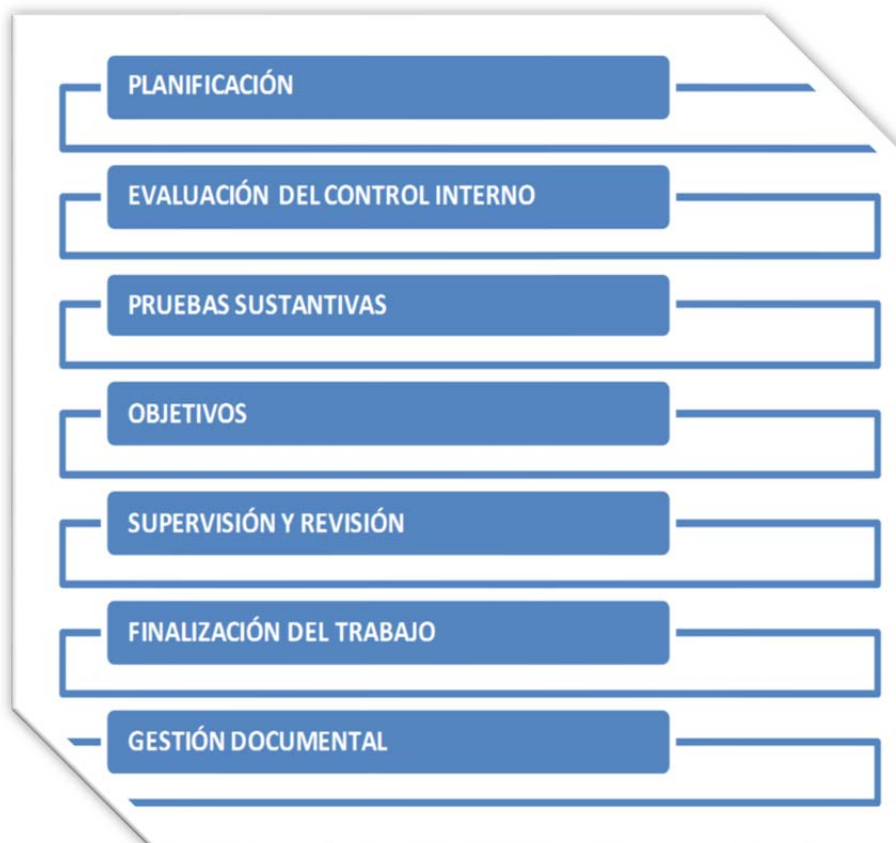 PLANIFICACIÓN
EVALUACIÓN DEL CONTROL INTERNO
PRUEBAS SUSTANTIVAS
OBJETIVOS
SUPERVISIÓN Y REVISIÓN
FINALIZACIÓN DEL TRABAJO
GESTIÓN DOCUMENTAL